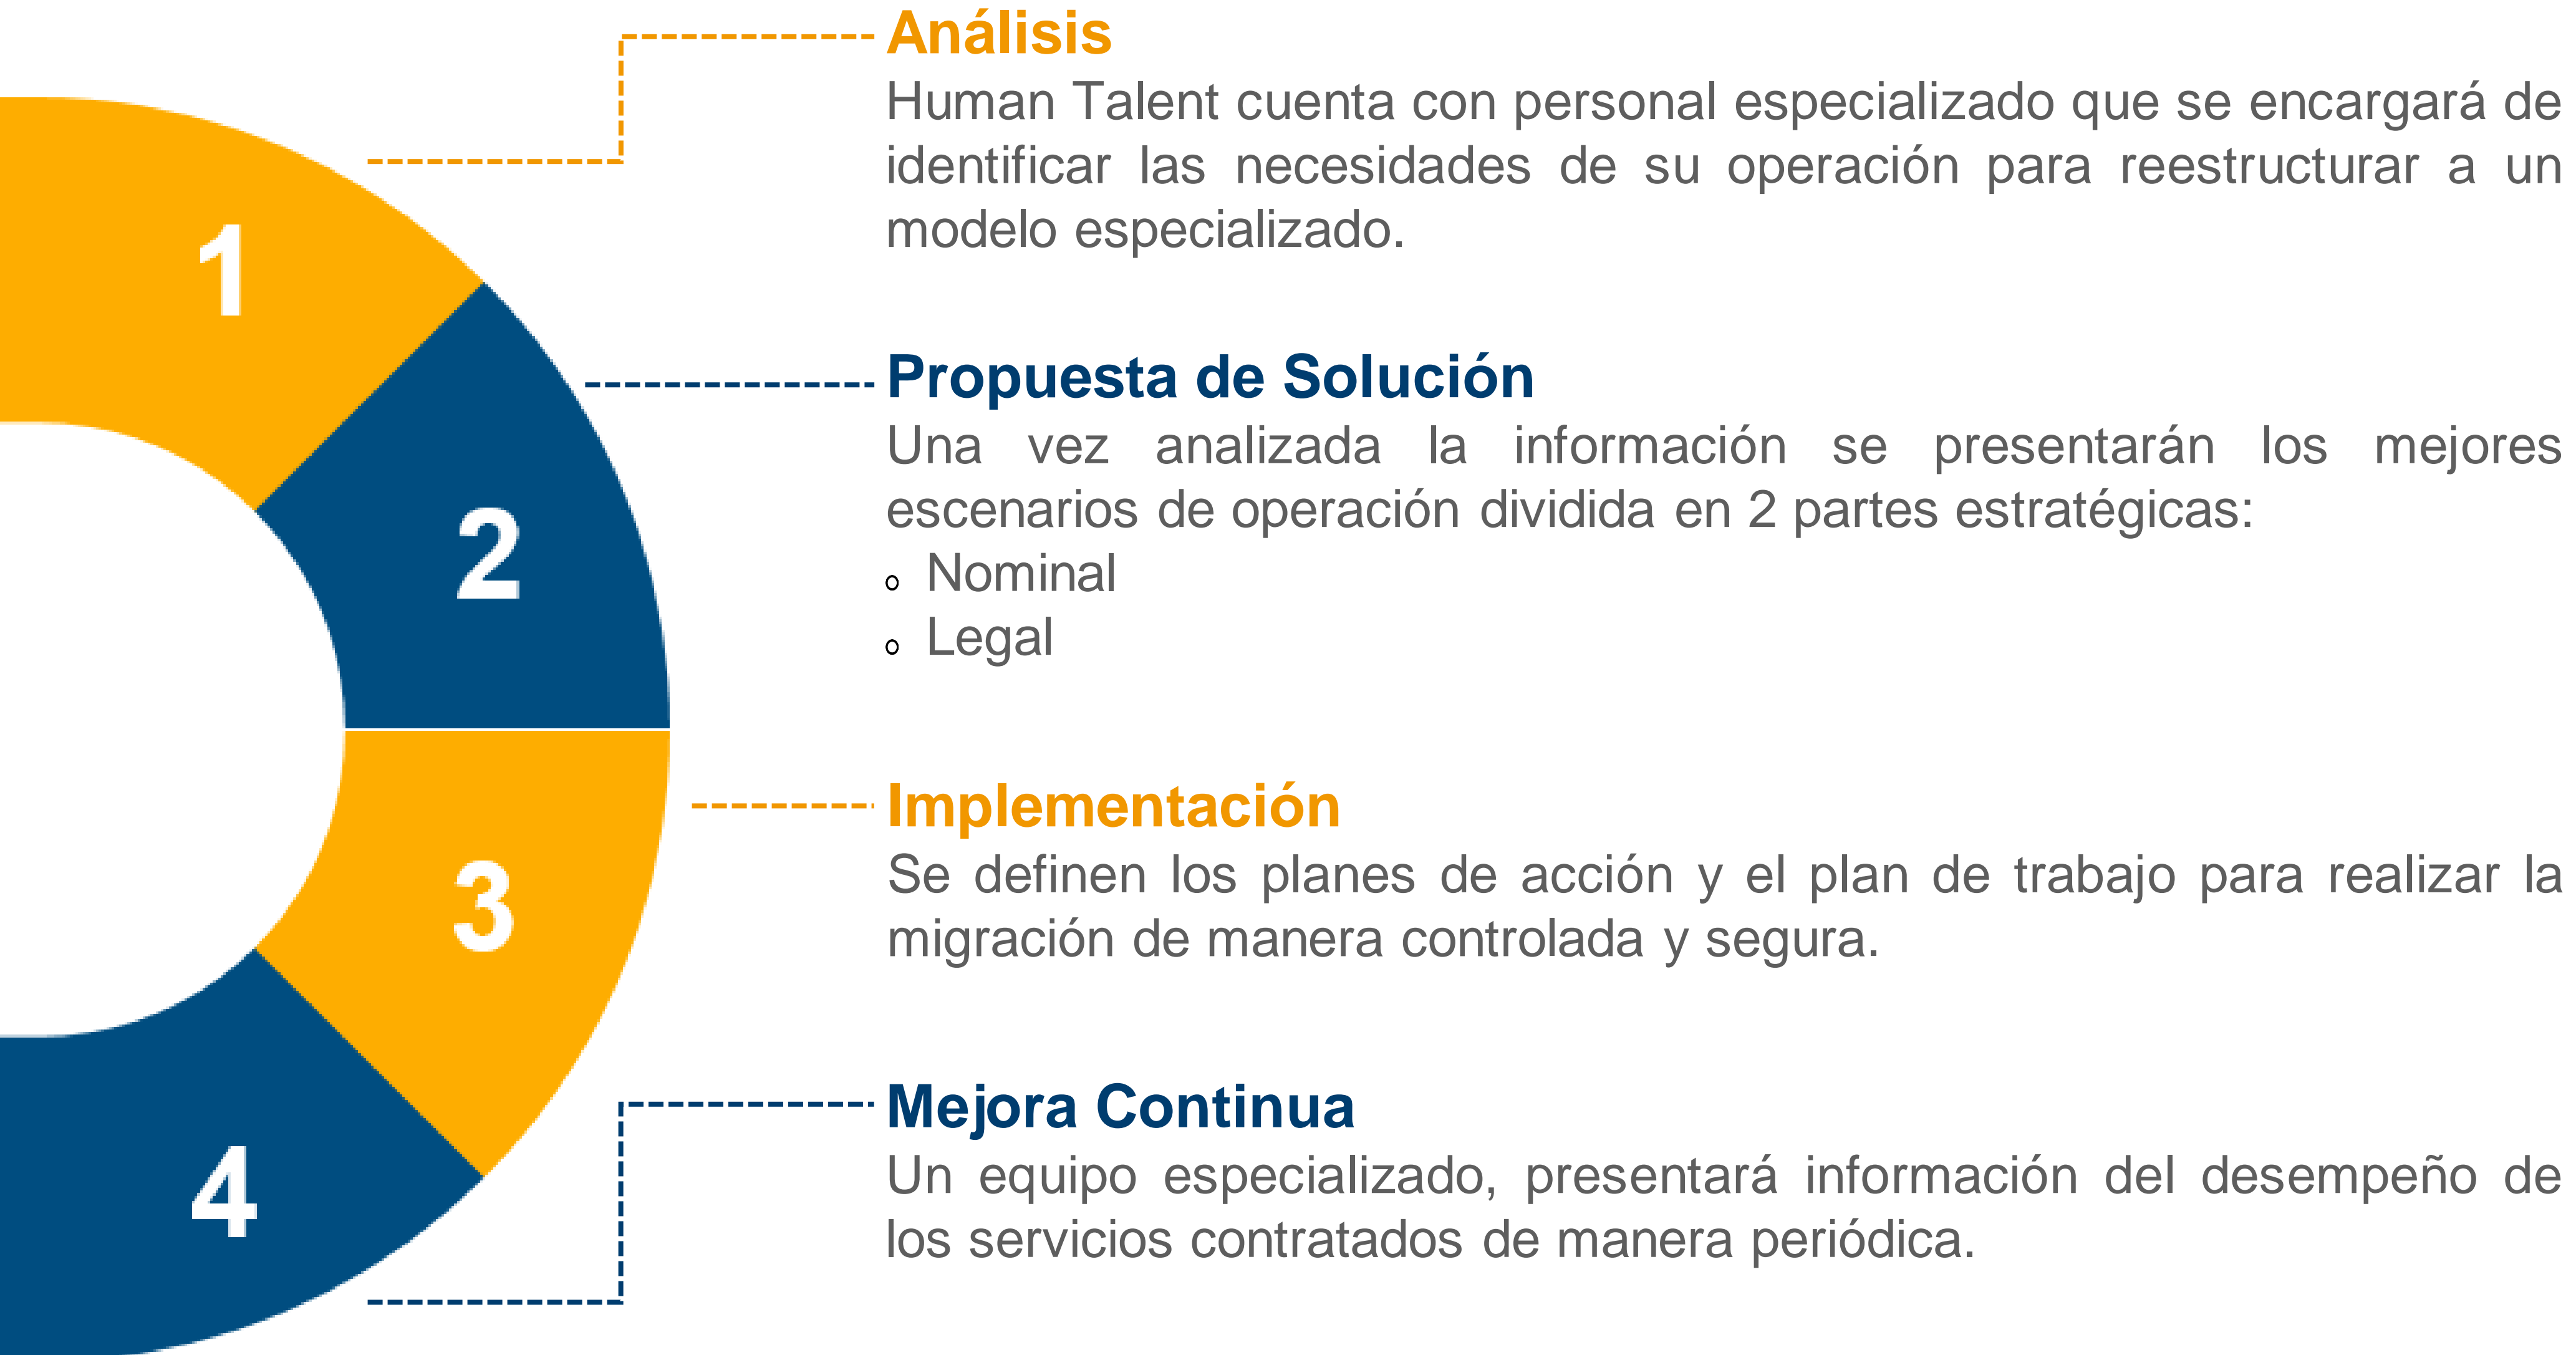 Análisis
Human Talent cuenta con personal especializado que se encargará de
identificar las necesidades de su operación para reestructurar a un
modelo especializado.
1
Propuesta de Solución
Una vez analizada la información se presentarán los mejores
escenarios de operación dividida en 2 partes estratégicas:
o Nominal
o Legal
2
Implementación
Se definen los planes de acción y el plan de trabajo para realizar la
migración de manera controlada y segura.
3
Mejora Continua
Un equipo especializado, presentará información del desempeño de
los servicios contratados de manera periódica.
4